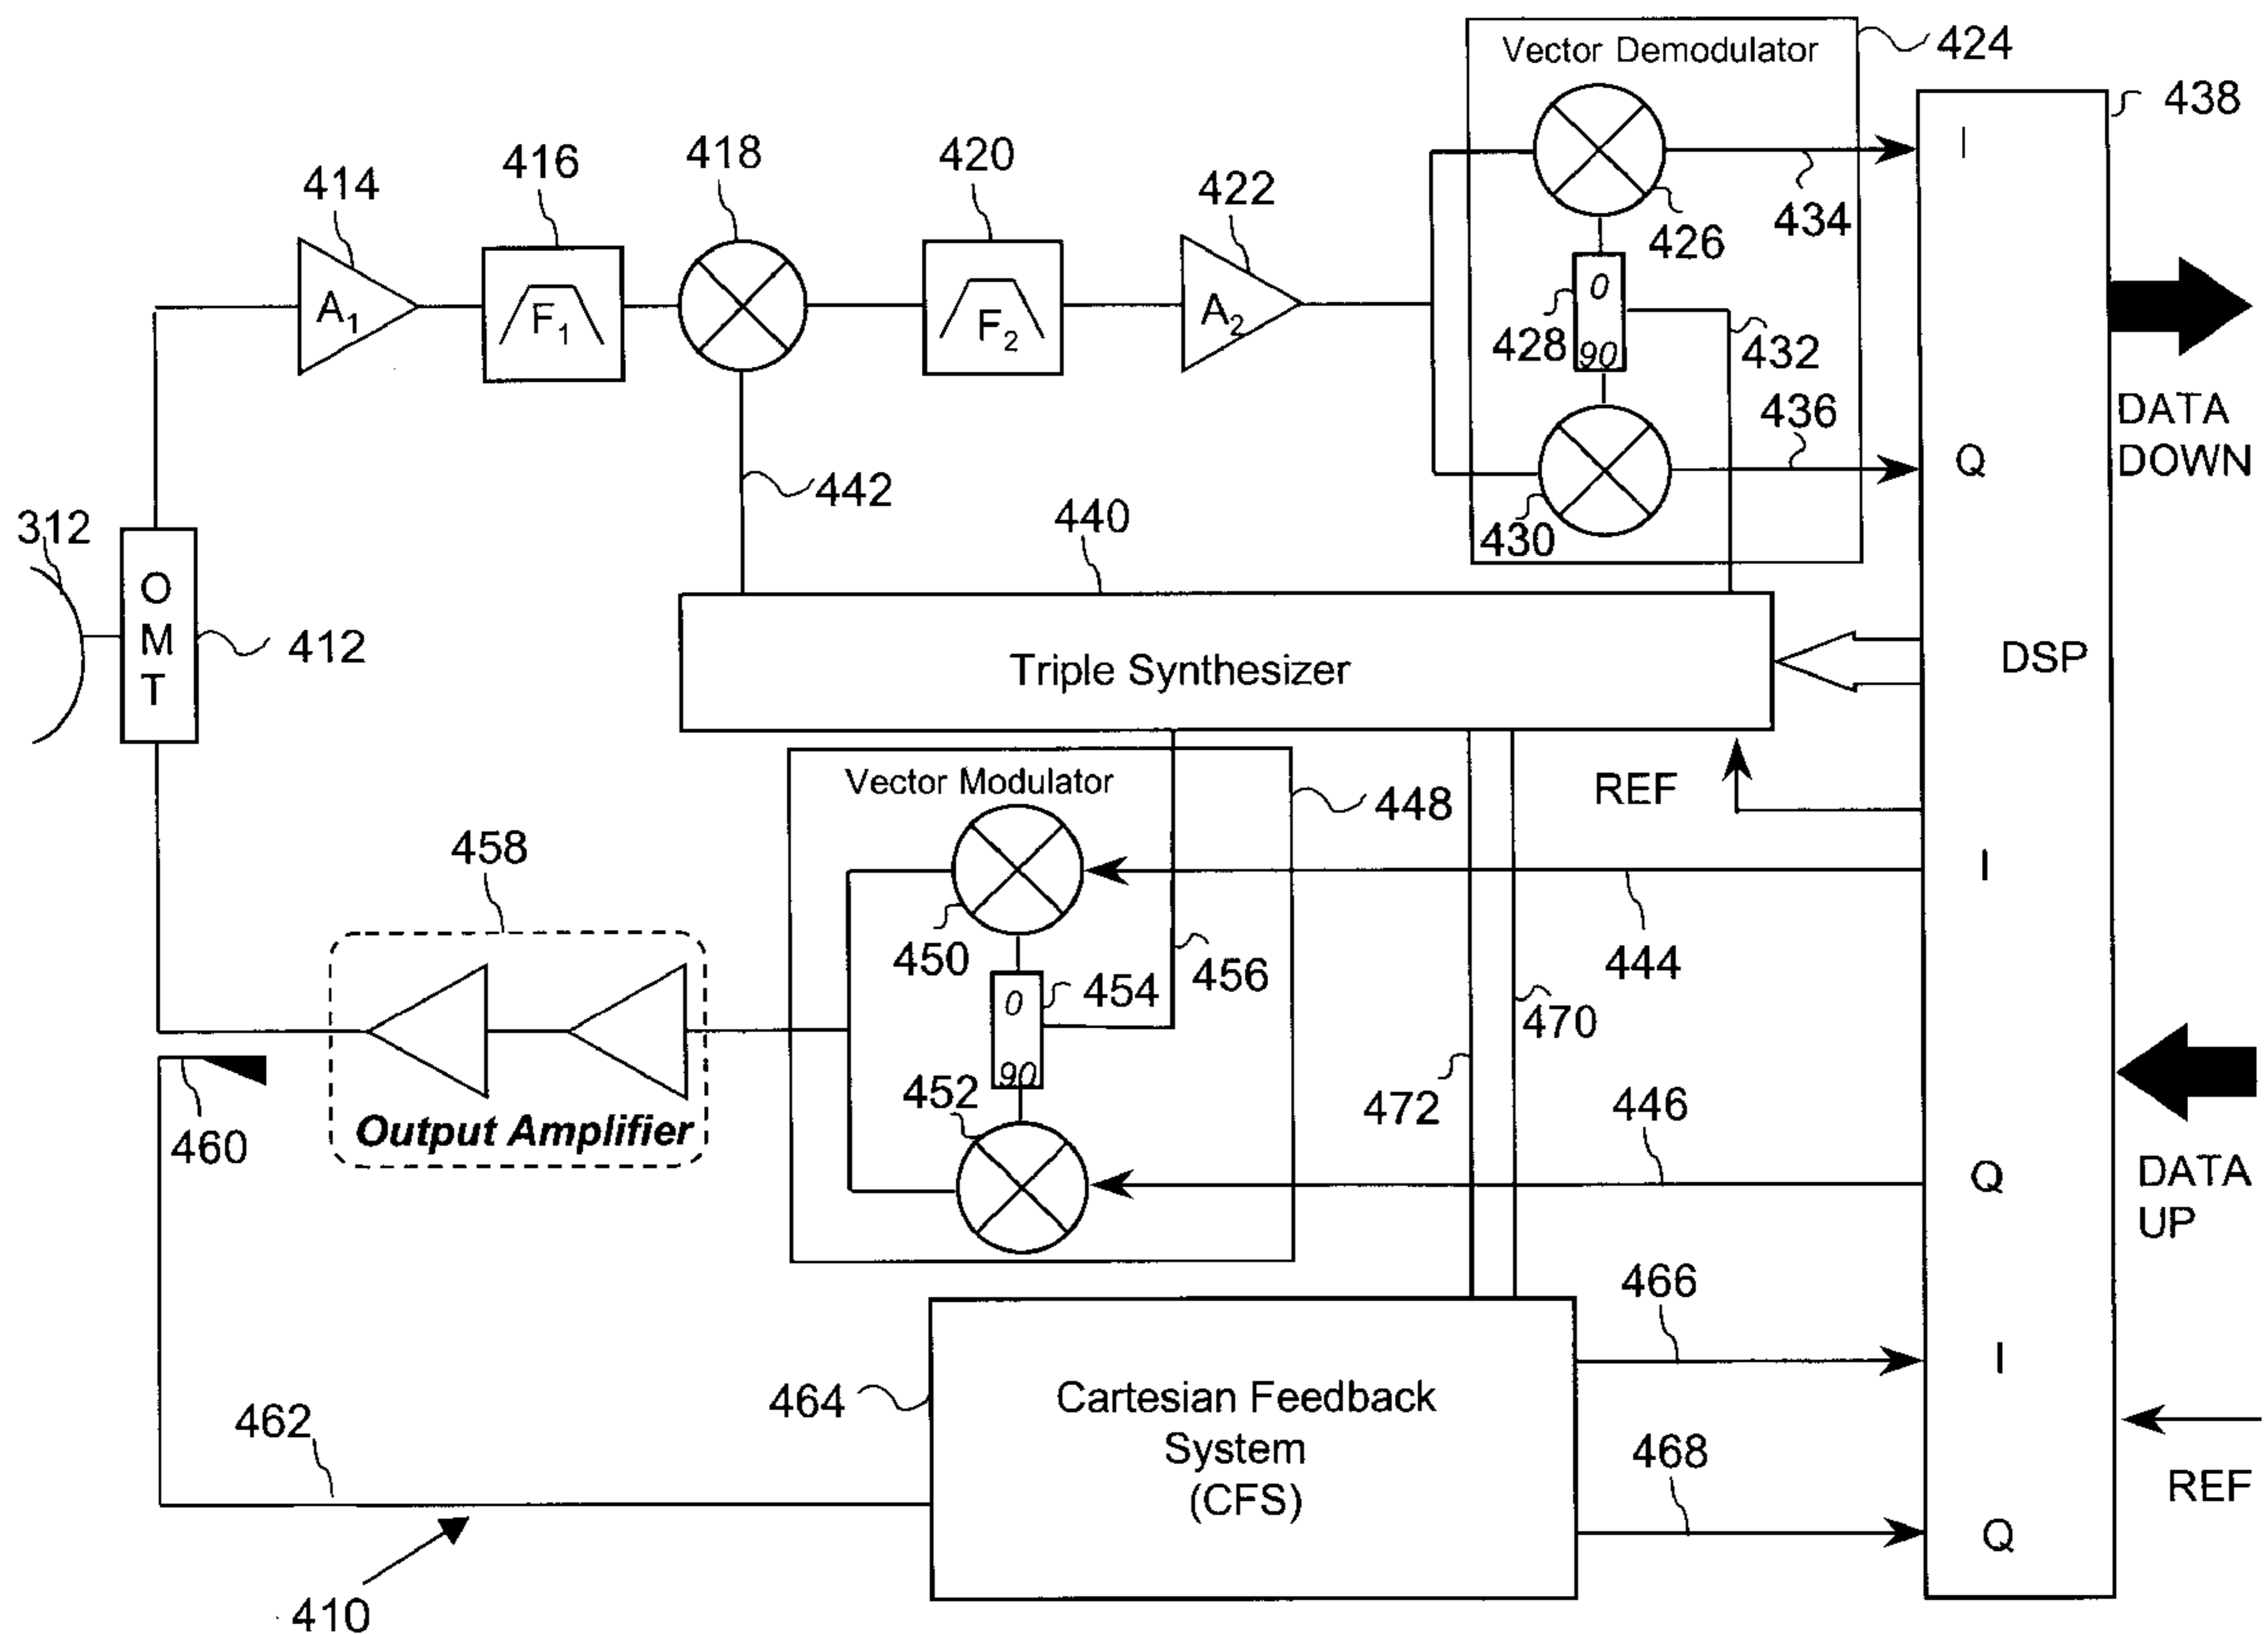 Vector Demodulator
424
438
414
416
418
420
422
I
A1
F1
F2
A2
426
434
0
428
90
432
436
DATA
DOWN
Q
430
442
440
312
O
M
T
412
Triple Synthesizer
DSP
REF
Vector Modulator
448
I
458
450
0
454
456
444
90
452
470
472
446
Output Amplifier
460
Q
DATA
UP
466
I
464
Cartesian Feedback
System
(CFS)
462
468
REF
Q
410